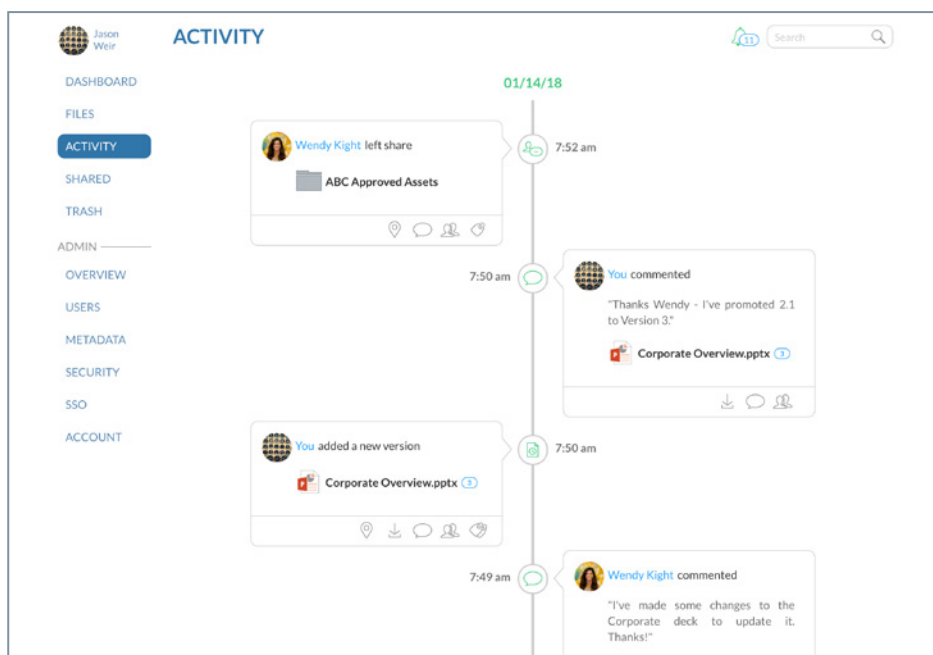 Jason
Weir
ACTIVITY
11
Search
DASHBOARD
FILES
ACTIVITY
SHARED
TRASH
ADMIN
OVERVIEW
USERS
METADATA
SECURITY
SSO
ACCOUNT
01/14/18
Wendy Kight left share
7:52 am
ABC Approved Assets
7:50 am
You commented
"Thanks Wendy - I've promoted 2.1
to Version 3."
Corporate Overview.pptx 3
You added a new version
7:50 am
Corporate Overview.pptx 3
7:49 am
Wendy Kight commented
"I've made some changes to the
Corporate deck to update it.
Thanks!"